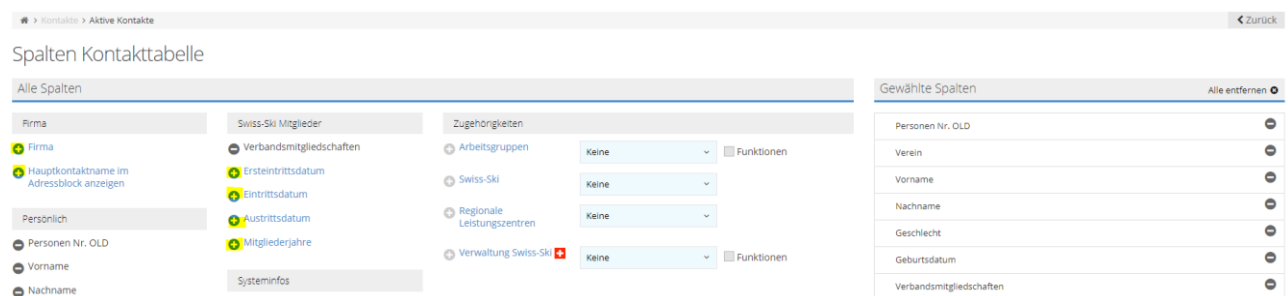 > Kontakte > Aktive Kontakte
Zurück
Spalten Kontakttabelle
Alle Spalten
Firma
Firma
Hauptkontaktname im
Adressblock anzeigen
Persönlich
Personen Nr. OLD
Vorname
Nachname
Swiss-Ski Mitglieder
Verbandsmitgliedschaften
Ersteintrittsdatum
Eintrittsdatum
Austrittsdatum
Mitgliederjahre
Systeminfos
Zugehörigkeiten
Arbeitsgruppen Keine Funktionen
Swiss-Ski Keine
Regionale
Leistungszentren Keine
Verwaltung Swiss-Ski Keine Funktionen
Gewählte Spalten Alle entfernen
Personen Nr. OLD
Verein
Vorname
Nachname
Geschlecht
Geburtsdatum
Verbandsmitgliedschaften